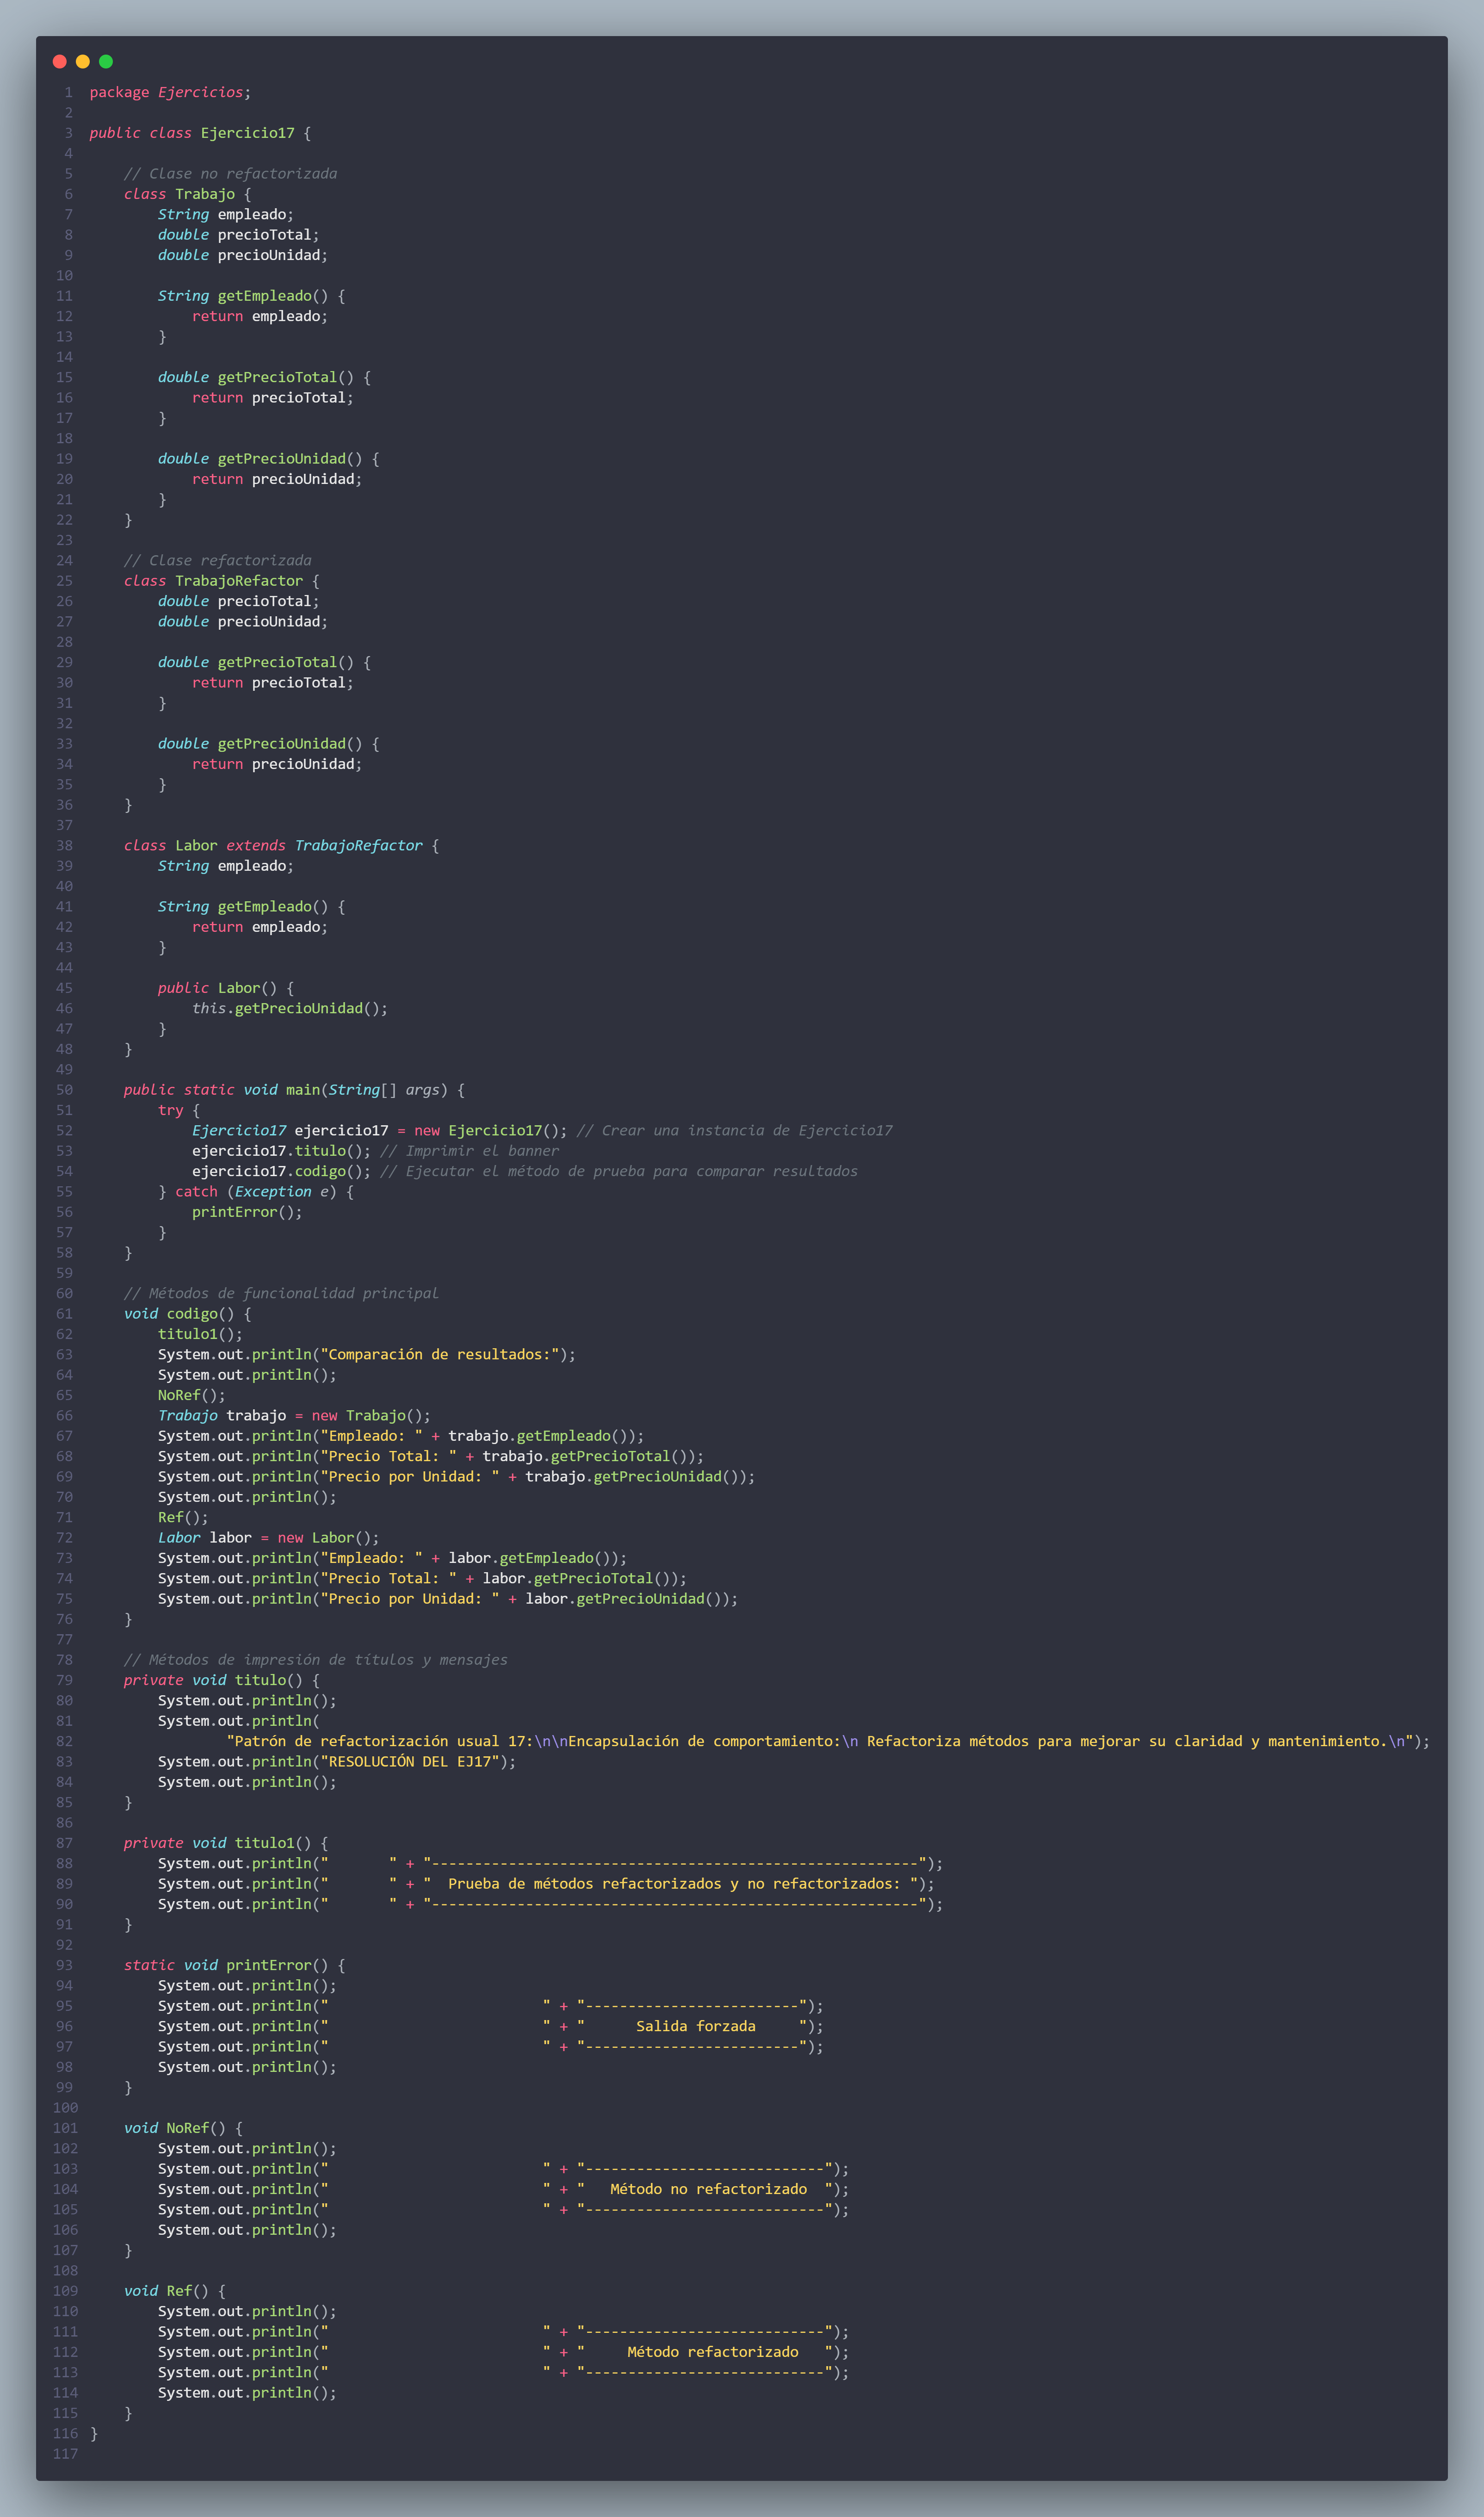 1 package Ejercicios;
2
3 public class Ejercicio17 {
4
5     // Clase no refactorizada
6     class Trabajo {
7         String empleado;
8         double precioTotal;
9         double precioUnidad;
10
11         String getEmpleado() {
12             return empleado;
13         }
14
15         double getPrecioTotal() {
16             return precioTotal;
17         }
18
19         double getPrecioUnidad() {
20             return precioUnidad;
21         }
22     }
23
24     // Clase refactorizada
25     class TrabajoRefactor {
26         double precioTotal;
27         double precioUnidad;
28
29         double getPrecioTotal() {
30             return precioTotal;
31         }
32
33         double getPrecioUnidad() {
34             return precioUnidad;
35         }
36     }
37
38     class Labor extends TrabajoRefactor {
39         String empleado;
40
41         String getEmpleado() {
42             return empleado;
43         }
44
45         public Labor() {
46             this.getPrecioUnidad();
47         }
48     }
49
50     public static void main(String[] args) {
51         try {
52             Ejercicio17 ejercicio17 = new Ejercicio17(); // Crear una instancia de Ejercicio17
53             ejercicio17.titulo(); // Imprimir el banner
54             ejercicio17.codigo(); // Ejecutar el método de prueba para comparar resultados
55         } catch (Exception e) {
56             printError();
57         }
58     }
59
60     // Métodos de funcionalidad principal
61     void codigo() {
62         titulo1();
63         System.out.println("Comparación de resultados:");
64         System.out.println();
65         NoRef();
66         Trabajo trabajo = new Trabajo();
67         System.out.println("Empleado: " + trabajo.getEmpleado());
68         System.out.println("Precio Total: " + trabajo.getPrecioTotal());
69         System.out.println("Precio por Unidad: " + trabajo.getPrecioUnidad());
70         System.out.println();
71         Ref();
72         Labor labor = new Labor();
73         System.out.println("Empleado: " + labor.getEmpleado());
74         System.out.println("Precio Total: " + labor.getPrecioTotal());
75         System.out.println("Precio por Unidad: " + labor.getPrecioUnidad());
76     }
77
78     // Métodos de impresión de títulos y mensajes
79     private void titulo() {
80         System.out.println();
81         System.out.println(
82                 "Patrón de refactorización usual 17:\n\nEncapsulación de comportamiento:\n Refactoriza métodos para mejorar su claridad y mantenimiento.\n");
83         System.out.println("RESOLUCIÓN DEL EJ17");
84         System.out.println();
85     }
86
87     private void titulo1() {
88         System.out.println("       " + "---------------------------------------------------------");
89         System.out.println("       " + "  Prueba de métodos refactorizados y no refactorizados: ");
90         System.out.println("       " + "---------------------------------------------------------");
91     }
92
93     static void printError() {
94         System.out.println();
95         System.out.println("                         " + "-------------------------");
96         System.out.println("                         " + "      Salida forzada     ");
97         System.out.println("                         " + "-------------------------");
98         System.out.println();
99     }
100
101     void NoRef() {
102         System.out.println();
103         System.out.println("                         " + "----------------------------");
104         System.out.println("                         " + "   Método no refactorizado  ");
105         System.out.println("                         " + "----------------------------");
106         System.out.println();
107     }
108
109     void Ref() {
110         System.out.println();
111         System.out.println("                         " + "----------------------------");
112         System.out.println("                         " + "     Método refactorizado   ");
113         System.out.println("                         " + "----------------------------");
114         System.out.println();
115     }
116 }
117